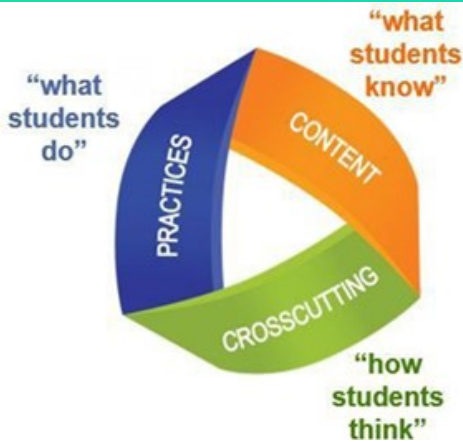 “what
students
know”
“what
students
do”
CONTENT
PRACTICES
CROSSCUTTING
“how
students
think”